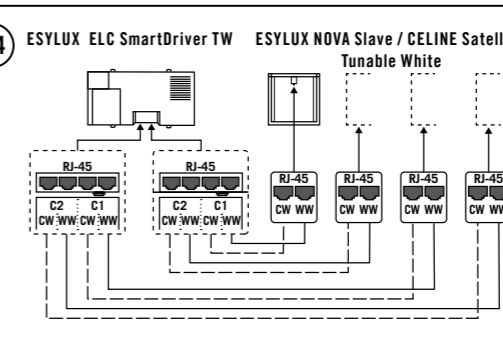 4
ESYLUX ELC SmartDriver TW
ESYLUX NOVA Slave / CELINE Satell
Tunable White
RJ-45 RJ-45 RJ-45 RJ-45 RJ-45 RJ-45
C2 C1 C2 C1
CW WW CW WW CW WW CW WW CW WW CW WW CW WW CW WW